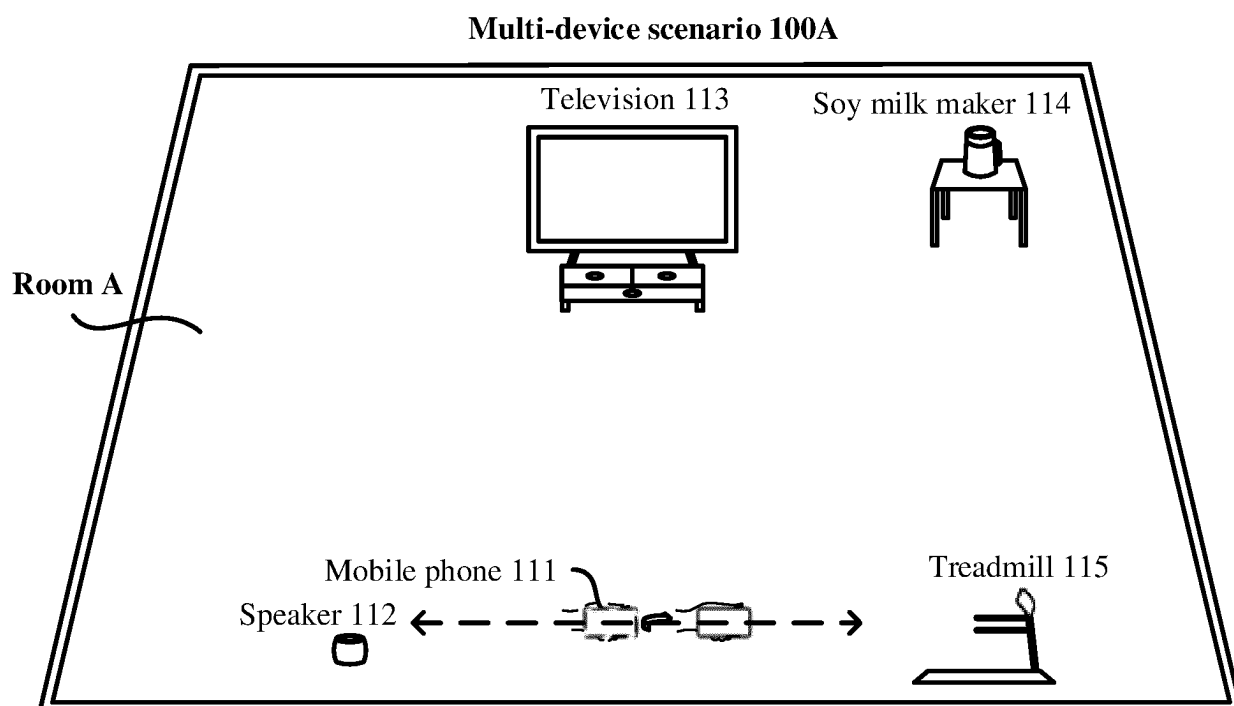 Multi-device scenario 100A
Television 113
Soy milk maker 114
Room A
Mobile phone 111
Treadmill 115
Speaker 112